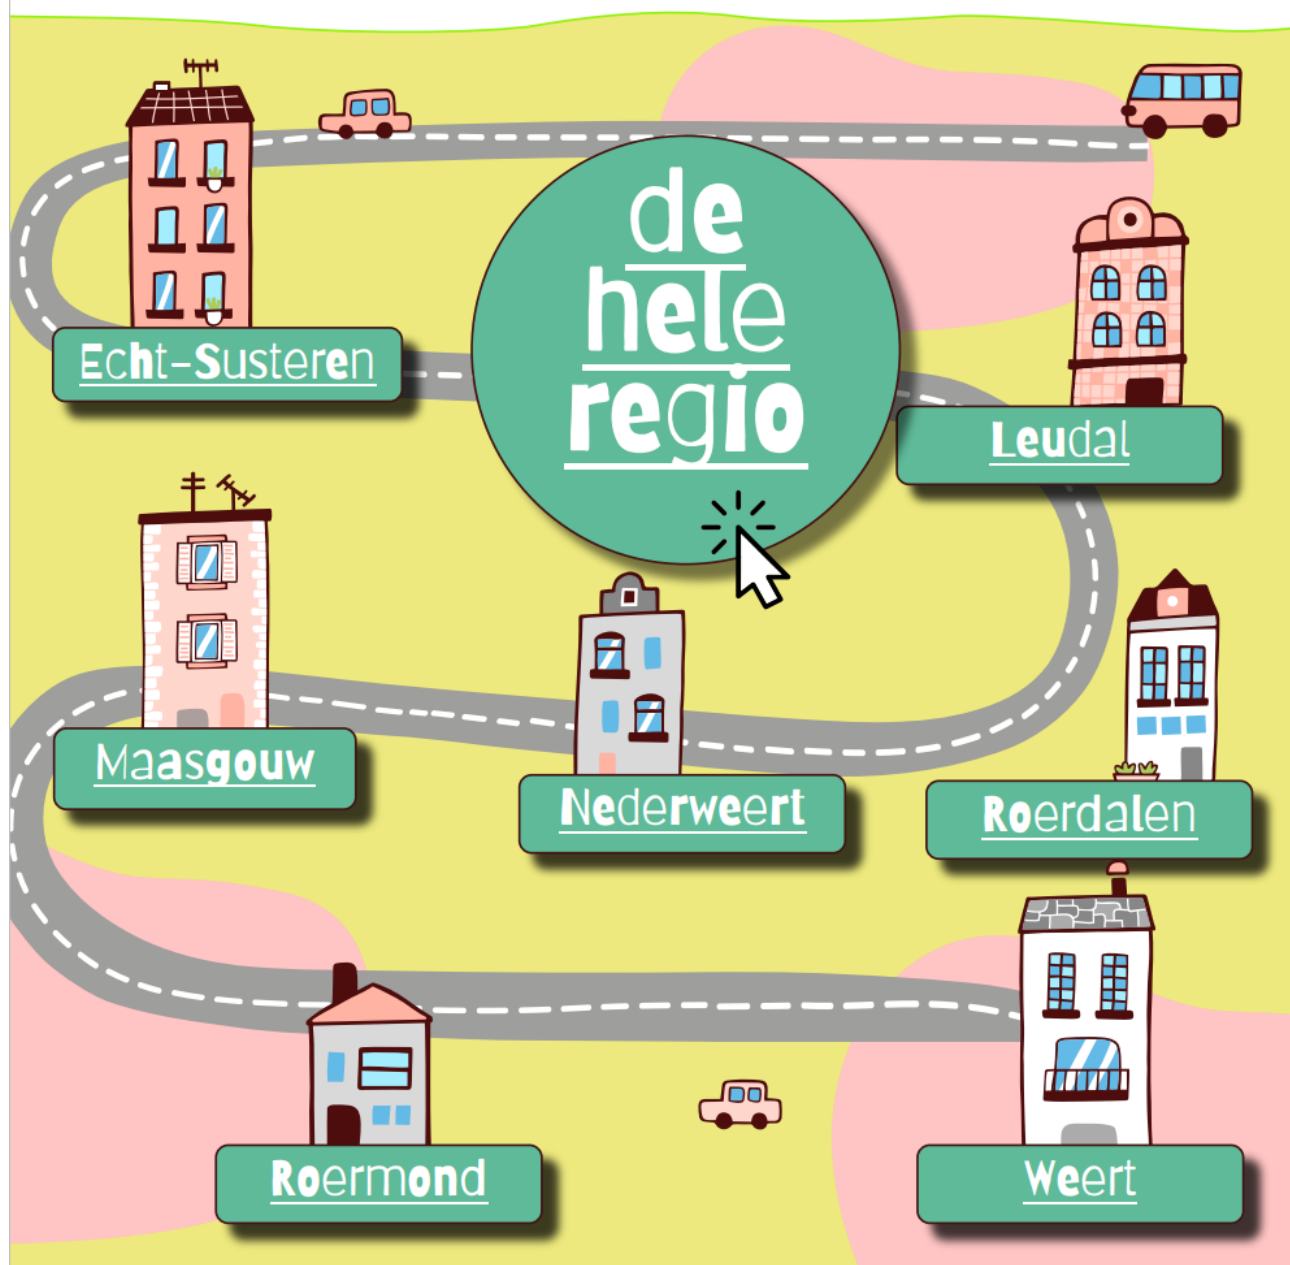 de
hele
regio
Echt-Susteren
Leudal
Maasgouw
Nederweert
Roerdalen
Roermond
Weert